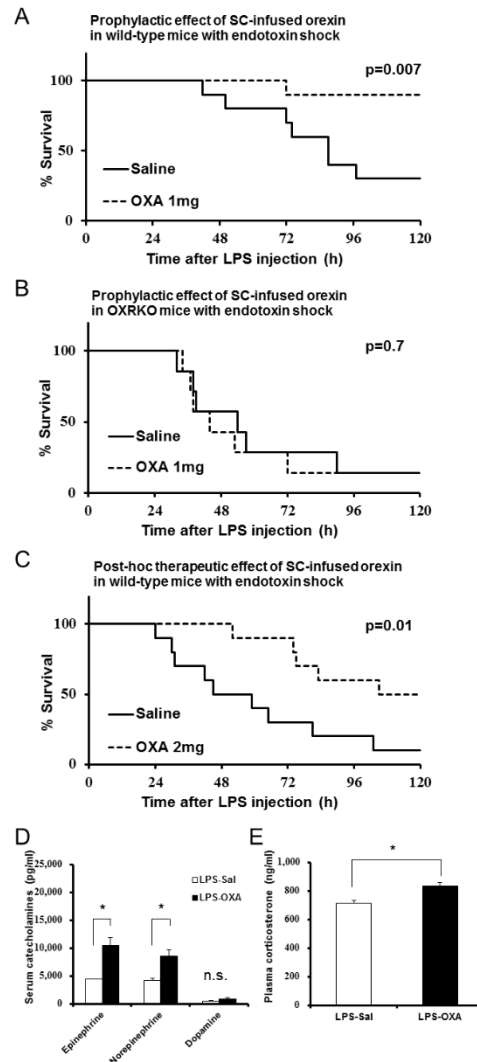 A
Prophylactic effect of SC-infused orexin
in wild-type mice with endotoxin shock
p=0.007
% Survival
100
50
0
Saline
OXA 1mg
0 24 48 72 96 120
Time after LPS injection (h)
B
Prophylactic effect of SC-infused orexin
in OXRKO mice with endotoxin shock
p=0.7
% Survival
100
50
0
Saline
OXA 1mg
0 24 48 72 96 120
Time after LPS injection (h)
C
Post-hoc therapeutic effect of SC-infused orexin
in wild-type mice with endotoxin shock
p=0.01
% Survival
100
50
0
Saline
OXA 2mg
0 24 48 72 96 120
Time after LPS injection (h)
D
Serum catecholamines (pg/ml)
25,000
20,000
15,000
10,000
5,000
0
LPS-Sal
LPS-OXA
*
*
n.s.
Epinephrine
Norepinephrine
Dopamine
E
Plasma corticosterone (ng/ml)
1,000
800
600
400
200
0
*
LPS-Sal LPS-OXA